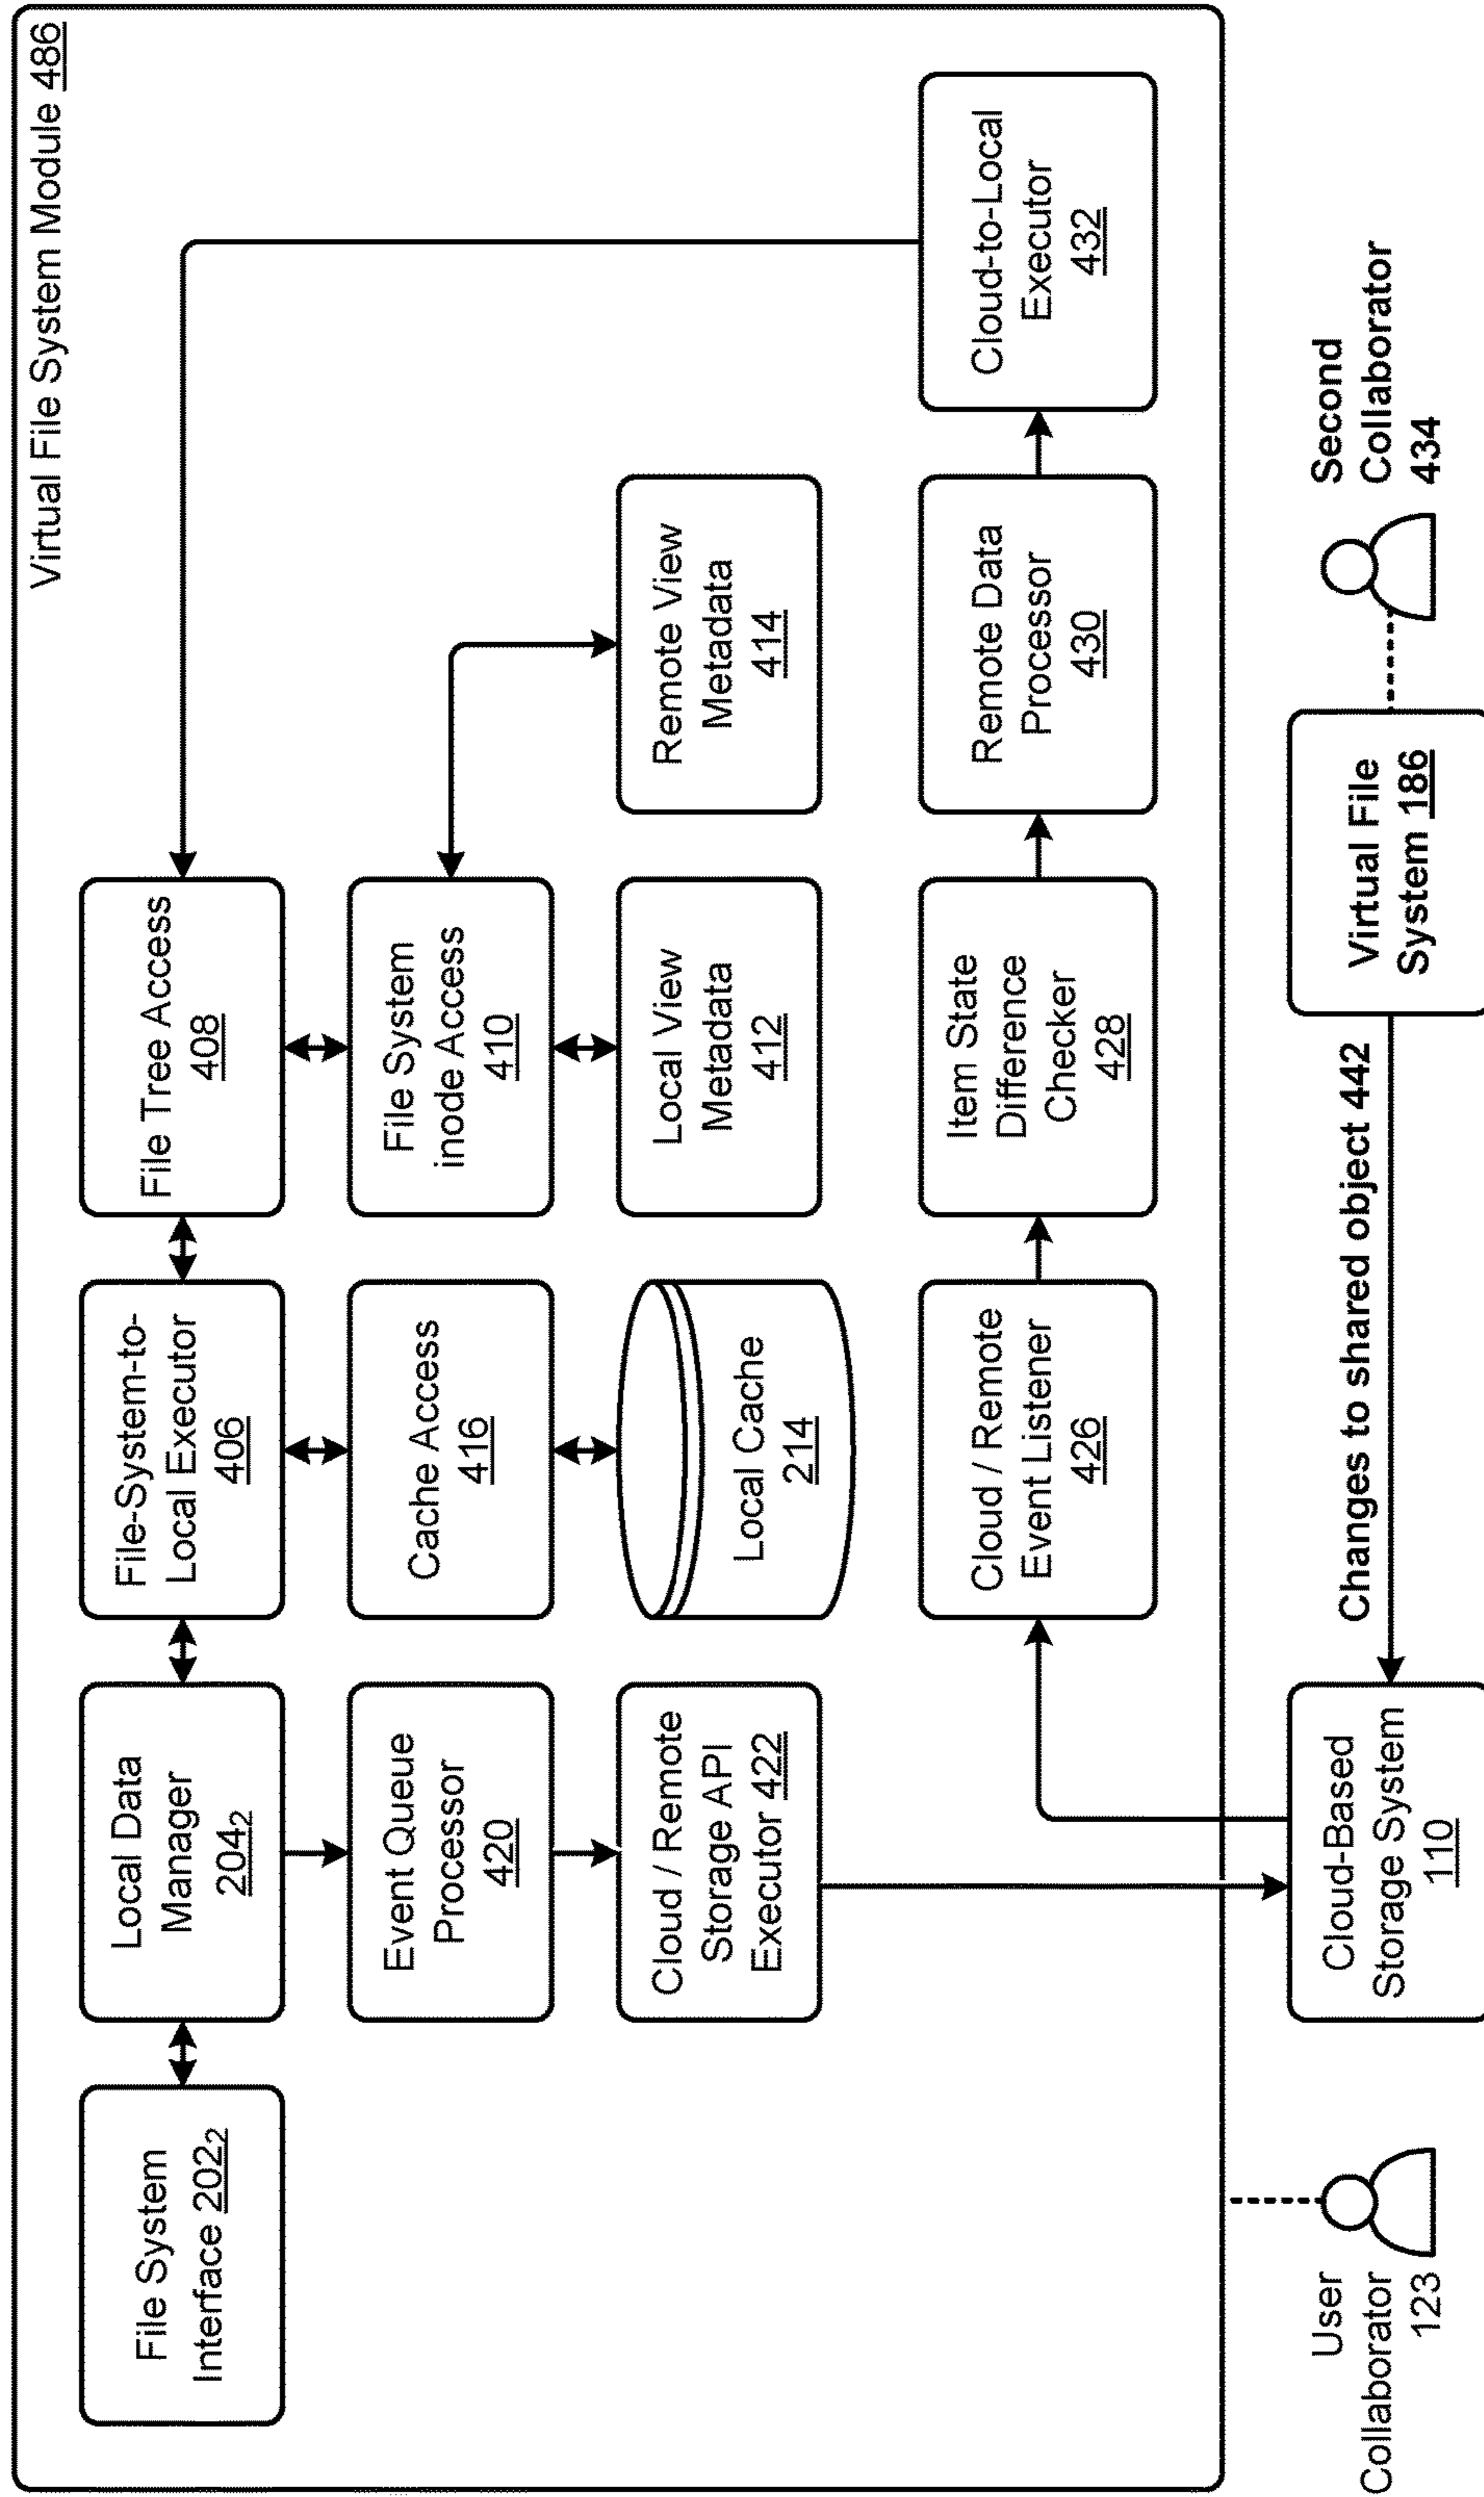 Virtual File System Module 486
File System
Interface 202₂
Local Data
Manager
204₂
File-System-to-
Local Executor
406
File Tree Access
408
Event Queue
Processor
420
Cache Access
416
File System
inode Access
410
Cloud / Remote
Storage API
Executor 422
Local Cache
214
Local View
Metadata
412
Remote View
Metadata
414
Cloud / Remote
Event Listener
426
Item State
Difference
Checker
428
Remote Data
Processor
430
Cloud-to-Local
Executor
432
User
Collaborator
123
Cloud-Based
Storage System
110
Changes to shared object 442
Virtual File
System 186
Second
Collaborator
434